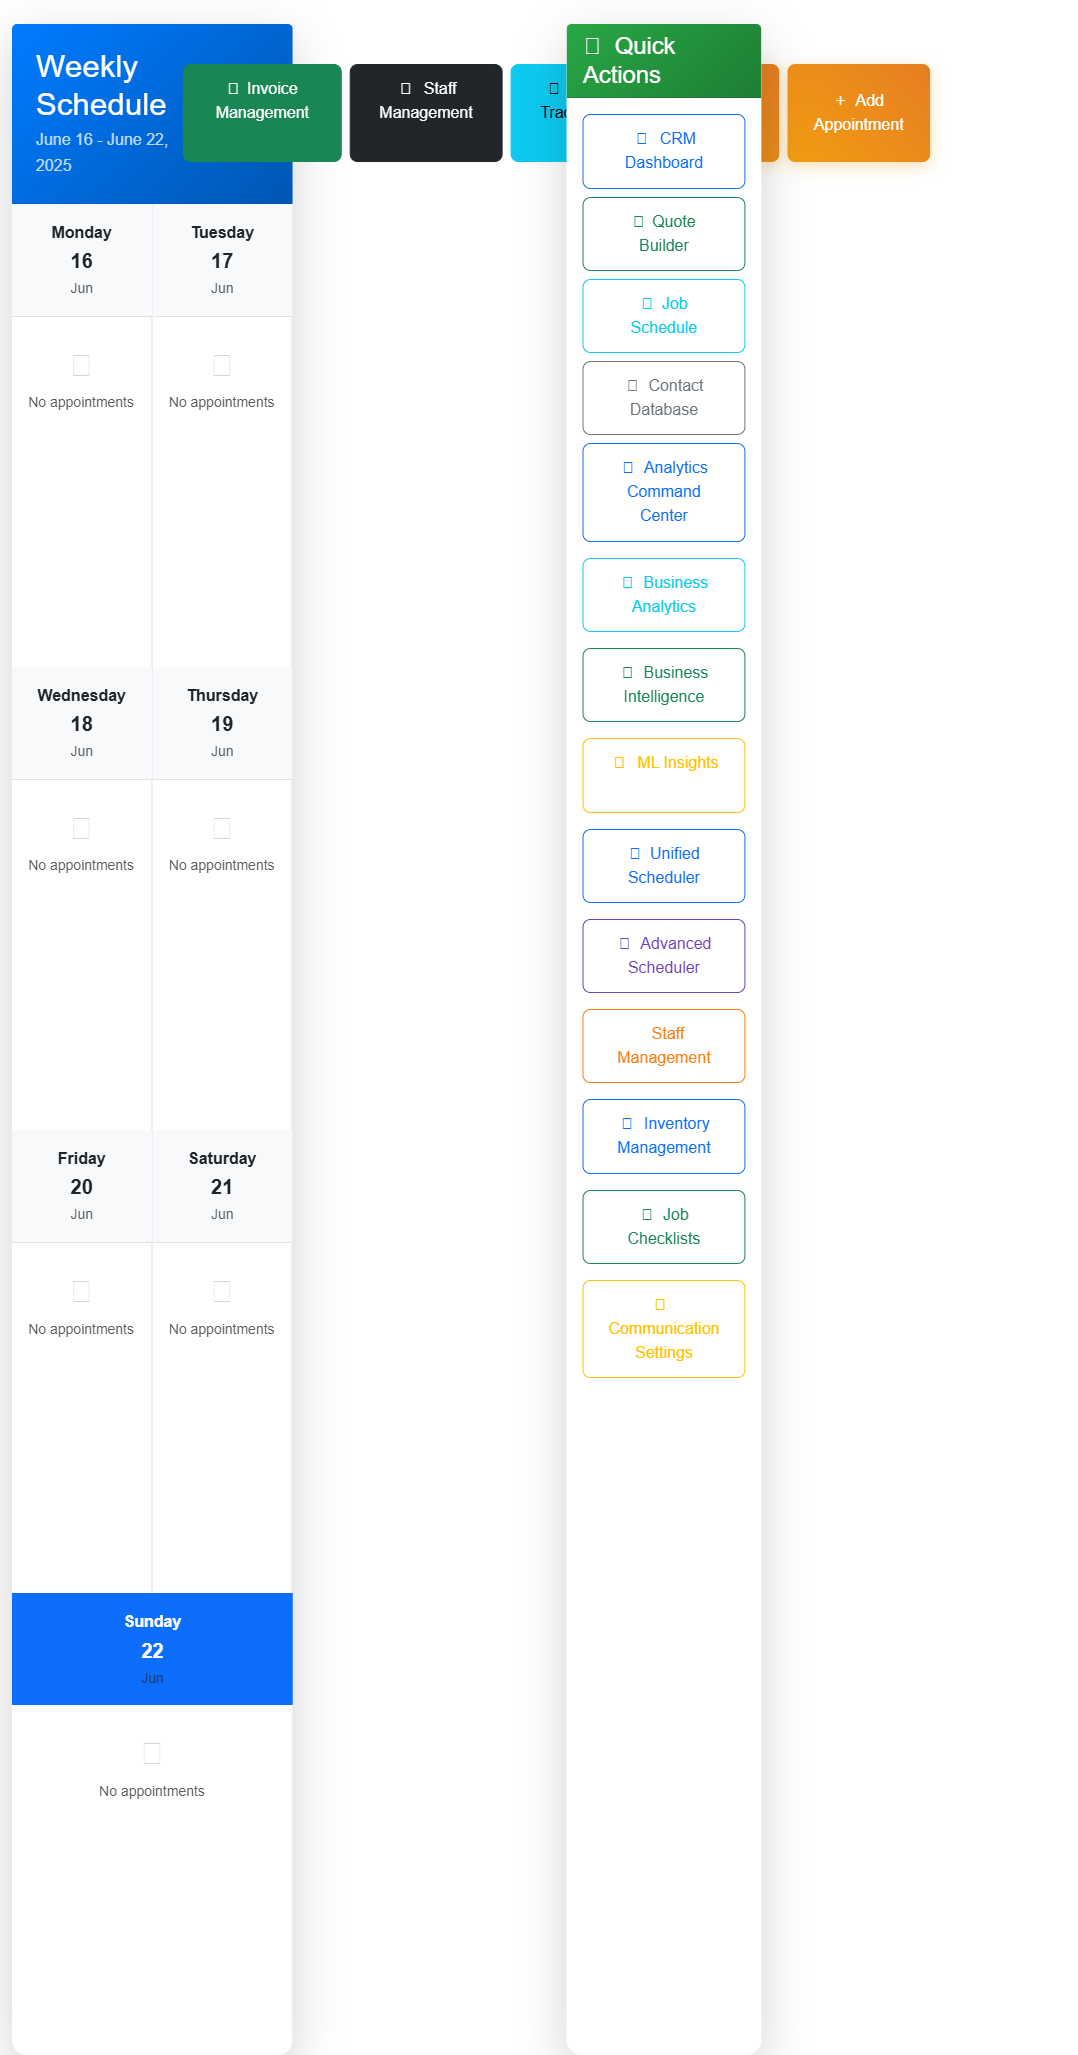 Weekly
Schedule
June 16 - June 22,
2025
Invoice
Management
Staff
Management
+ Add
Appointment
Monday
16
Jun
Tuesday
17
Jun
No appointments
No appointments
Wednesday
18
Jun
Thursday
19
Jun
No appointments
No appointments
Friday
20
Jun
Saturday
21
Jun
No appointments
No appointments
Sunday
22
Jun
No appointments
Quick
Actions
CRM
Dashboard
Quote
Builder
Job
Schedule
Contact
Database
Analytics
Command
Center
Business
Analytics
Business
Intelligence
ML Insights
Unified
Scheduler
Advanced
Scheduler
Staff
Management
Inventory
Management
Job
Checklists
Communication
Settings